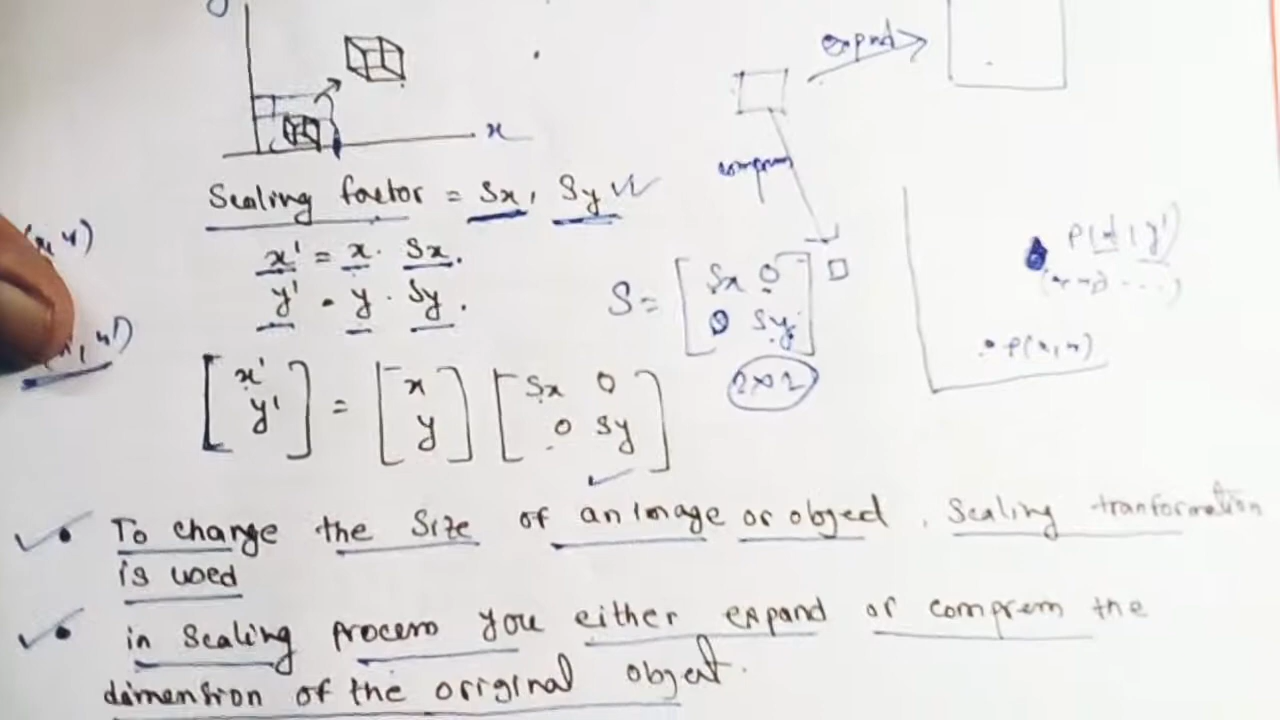 y
expand
x
compress
Scaling factor = Sx, Sy
x' = x. Sx.
y' = y. Sy.
S = [Sx 0
0 Sy]
2x2
P(x', y')
P(x, y)
(x, y)
(x', y')
[x' y'] = [x y] [Sx 0 0 Sy]
• To change the Size of an image or object, Scaling tranformation
is used
• in Scaling process you either expand or compress the
dimension of the original object.